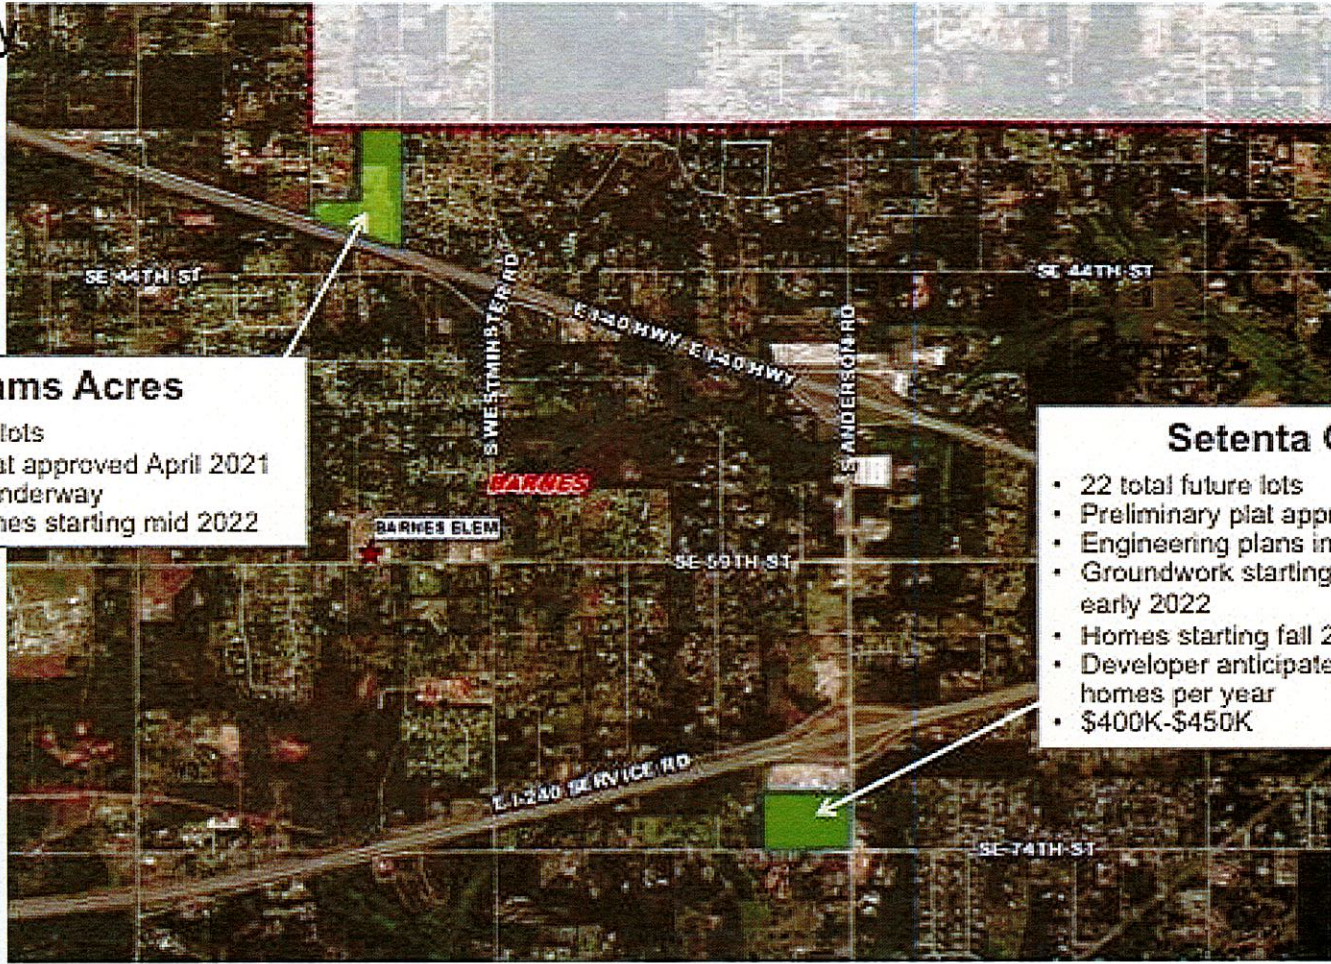 y
SE 44TH ST
SE 44TH ST
S WESTMINSTER RD
E I-40 HWY E I-40 HWY
S ANDERSON RD
ams Acres
lots
at approved April 2021
nderway
nes starting mid 2022
BARNES
BARNES ELEM
SE 59TH ST
Setenta C
• 22 total future lots
• Preliminary plat appr
• Engineering plans in
• Groundwork starting
early 2022
• Homes starting fall 2
• Developer anticipate
homes per year
• $400K-$450K
E I-240 SERVICE RD
SE 74TH ST